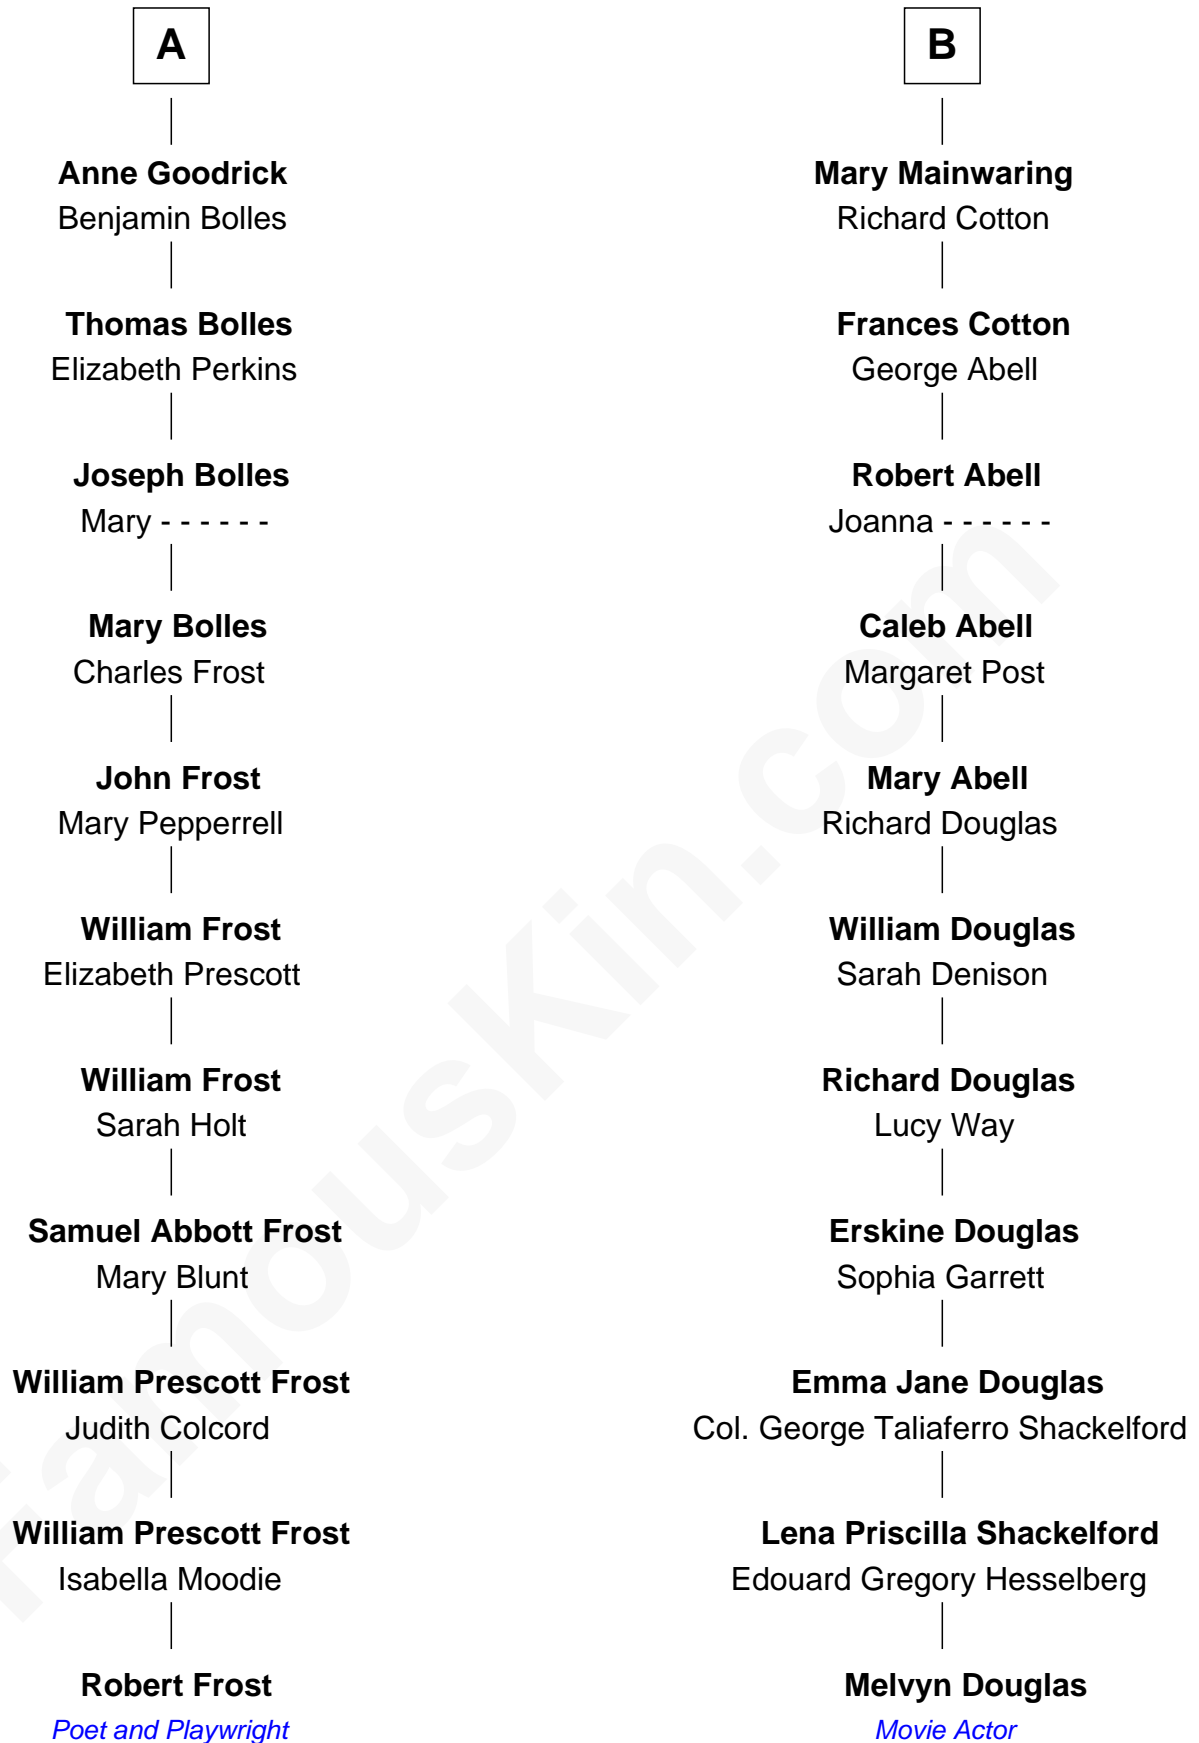 A
Anne Goodrick
Benjamin Bolles
Thomas Bolles
Elizabeth Perkins
Joseph Bolles
Mary - - - - - -
Mary Bolles
Charles Frost
John Frost
Mary Pepperrell
William Frost
Elizabeth Prescott
William Frost
Sarah Holt
Samuel Abbott Frost
Mary Blunt
William Prescott Frost
Judith Colcord
William Prescott Frost
Isabella Moodie
Robert Frost
Poet and Playwright
B
Mary Mainwaring
Richard Cotton
Frances Cotton
George Abell
Robert Abell
Joanna - - - - - -
Caleb Abell
Margaret Post
Mary Abell
Richard Douglas
William Douglas
Sarah Denison
Richard Douglas
Lucy Way
Erskine Douglas
Sophia Garrett
Emma Jane Douglas
Col. George Taliaferro Shackelford
Lena Priscilla Shackelford
Edouard Gregory Hesselberg
Melvyn Douglas
Movie Actor
FamousKin.com